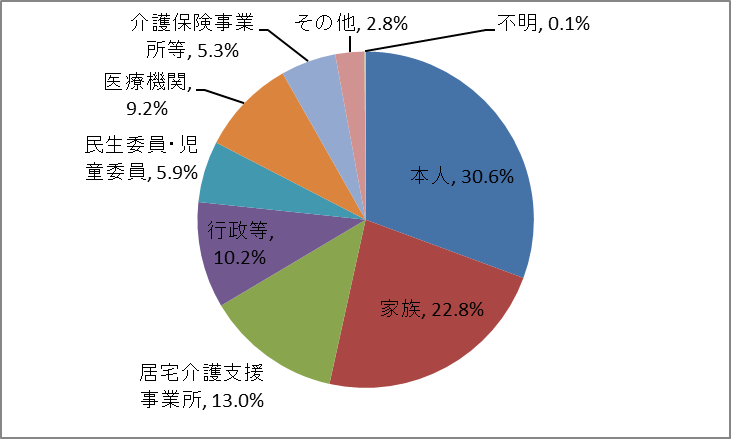 介護保険事業
所等, 5.3%
その他, 2.8%
不明, 0.1%
医療機関,
9.2%
民生委員・児
童委員, 5.9%
本人, 30.6%
行政等,
10.2%
家族, 22.8%
居宅介護支援
事業所, 13.0%